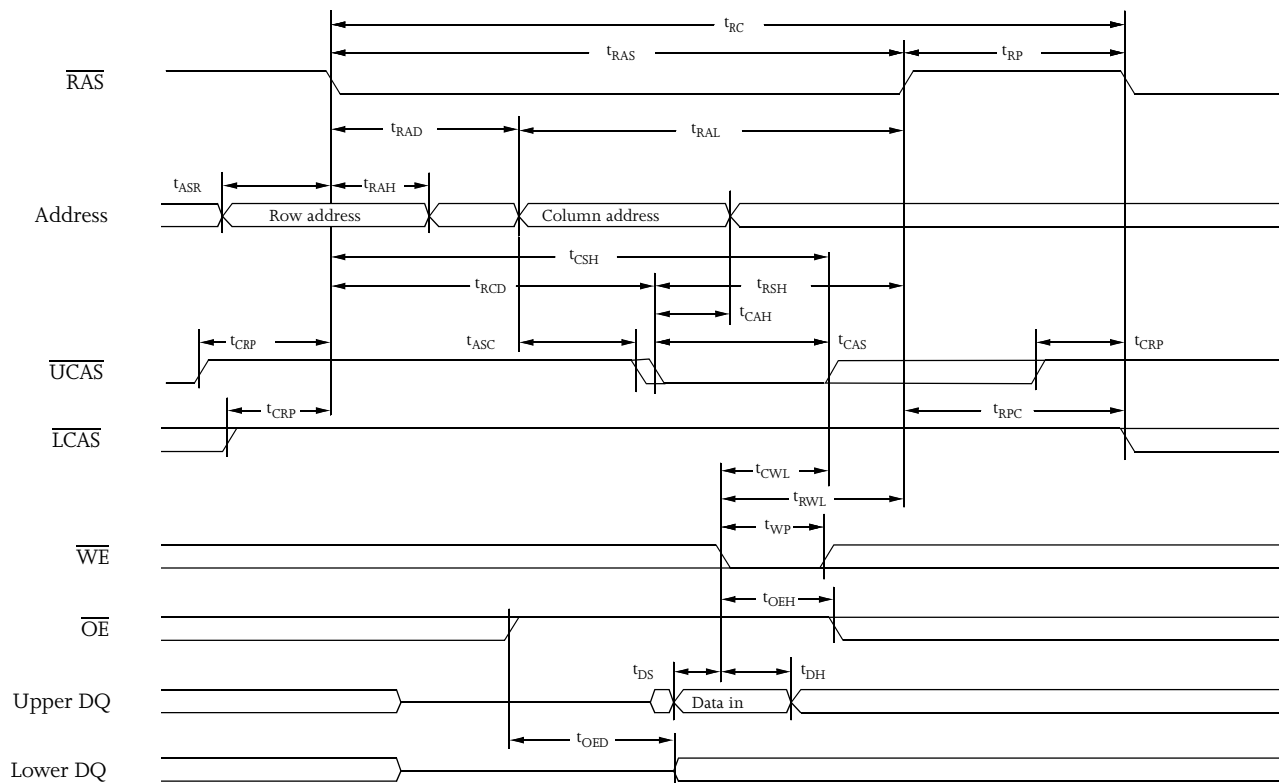 tRC
tRAS tRP
RAS
tRAD tRAL
tASR tRAH
Address Row address Column address
tCSH
tRCD tRSH
tCAH
tCRP tASC tCAS tCRP
UCAS
tCRP tRPC
LCAS
tCWL
tRWL
tWP
WE
tOEH
OE
tDS tDH
Upper DQ Data in
tOED
Lower DQ